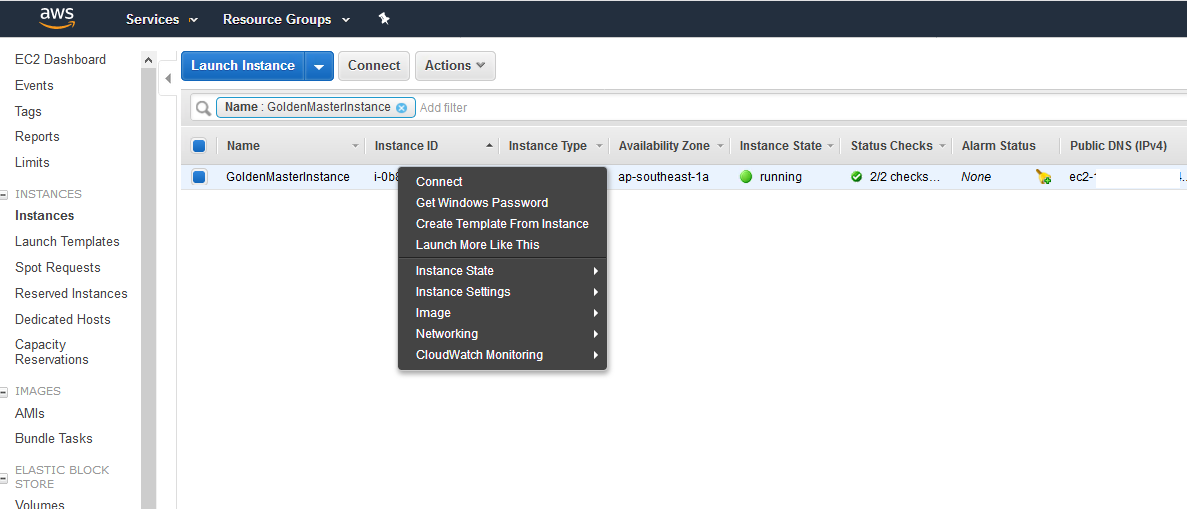 aws Services Resource Groups
EC2 Dashboard
Events
Tags
Reports
Limits
INSTANCES
Instances
Launch Templates
Spot Requests
Reserved Instances
Dedicated Hosts
Capacity
Reservations
IMAGES
AMIs
Bundle Tasks
ELASTIC BLOCK
STORE
Volumes
Launch Instance Connect Actions
Name : GoldenMasterInstance Add filter
Name Instance ID Instance Type Availability Zone Instance State Status Checks Alarm Status Public DNS (IPv4)
GoldenMasterInstance ap-southeast-1a running 2/2 checks... None
Connect
Get Windows Password
Create Template From Instance
Launch More Like This
Instance State
Instance Settings
Image
Networking
CloudWatch Monitoring